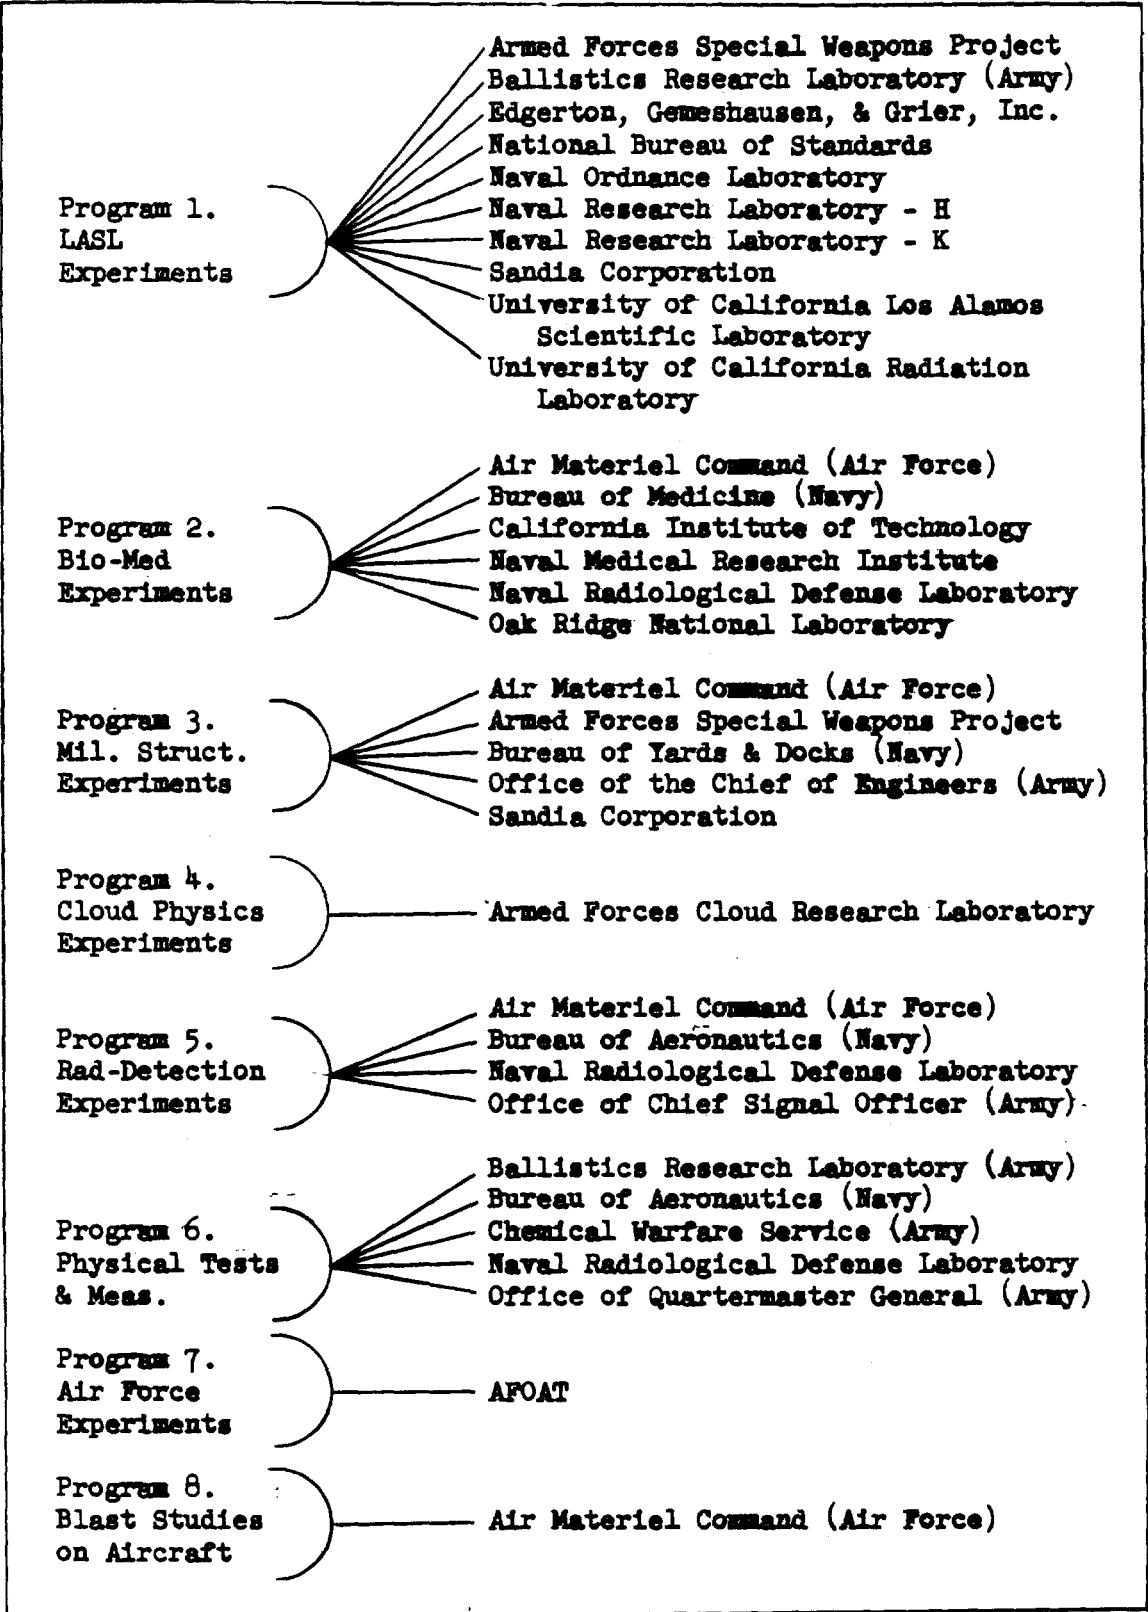 Armed Forces Special Weapons Project
Ballistics Research Laboratory (Army)
Edgerton, Gemeshausen, & Grier, Inc.
National Bureau of Standards
Naval Ordnance Laboratory
Program 1.
LASL
Experiments
Naval Research Laboratory - H
Naval Research Laboratory - K
Sandia Corporation
University of California Los Alamos
Scientific Laboratory
University of California Radiation
Laboratory
Program 2.
Bio-Med
Experiments
Air Materiel Command (Air Force)
Bureau of Medicine (Navy)
California Institute of Technology
Naval Medical Research Institute
Naval Radiological Defense Laboratory
Oak Ridge National Laboratory
Program 3.
Mil. Struct.
Experiments
Air Materiel Command (Air Force)
Armed Forces Special Weapons Project
Bureau of Yards & Docks (Navy)
Office of the Chief of Engineers (Army)
Sandia Corporation
Program 4.
Cloud Physics
Experiments
Armed Forces Cloud Research Laboratory
Program 5.
Rad-Detection
Experiments
Air Materiel Command (Air Force)
Bureau of Aeronautics (Navy)
Naval Radiological Defense Laboratory
Office of Chief Signal Officer (Army)
Program 6.
Physical Tests
& Meas.
Ballistics Research Laboratory (Army)
Bureau of Aeronautics (Navy)
Chemical Warfare Service (Army)
Naval Radiological Defense Laboratory
Office of Quartermaster General (Army)
Program 7.
Air Force
Experiments
AFOAT
Program 8.
Blast Studies
on Aircraft
Air Materiel Command (Air Force)